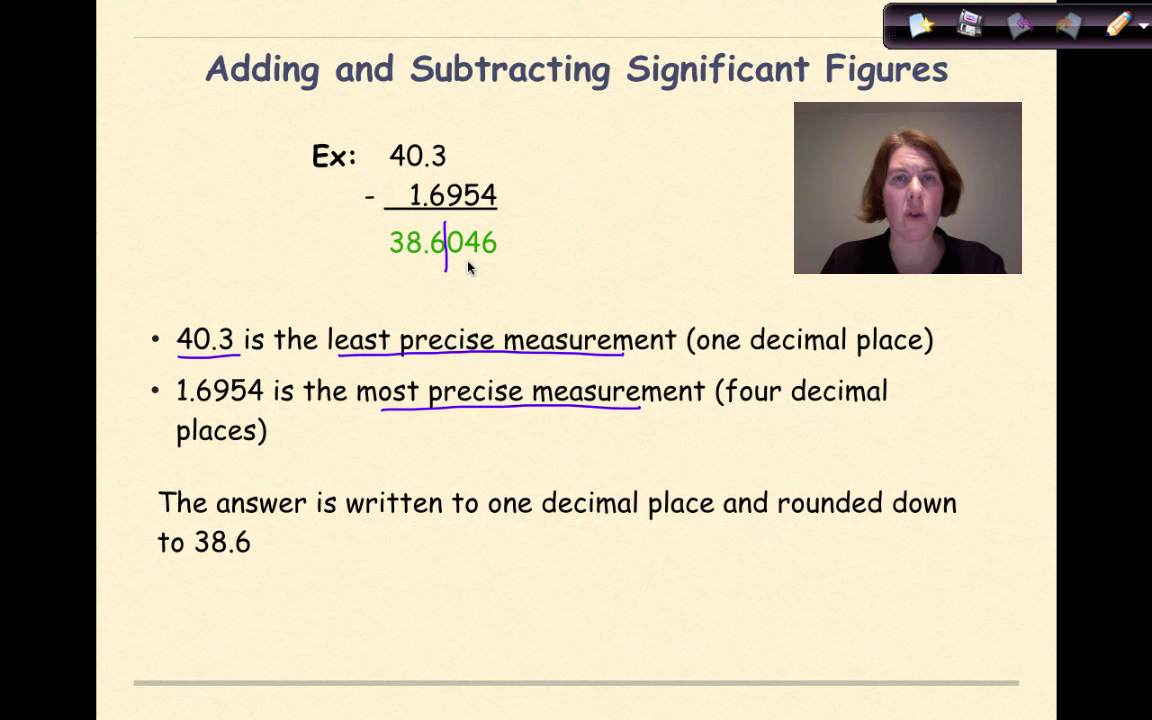 Adding and Subtracting Significant Figures
Ex: 40.3
- 1.6954
38.6046
• 40.3 is the least precise measurement (one decimal place)
• 1.6954 is the most precise measurement (four decimal
places)
The answer is written to one decimal place and rounded down
to 38.6